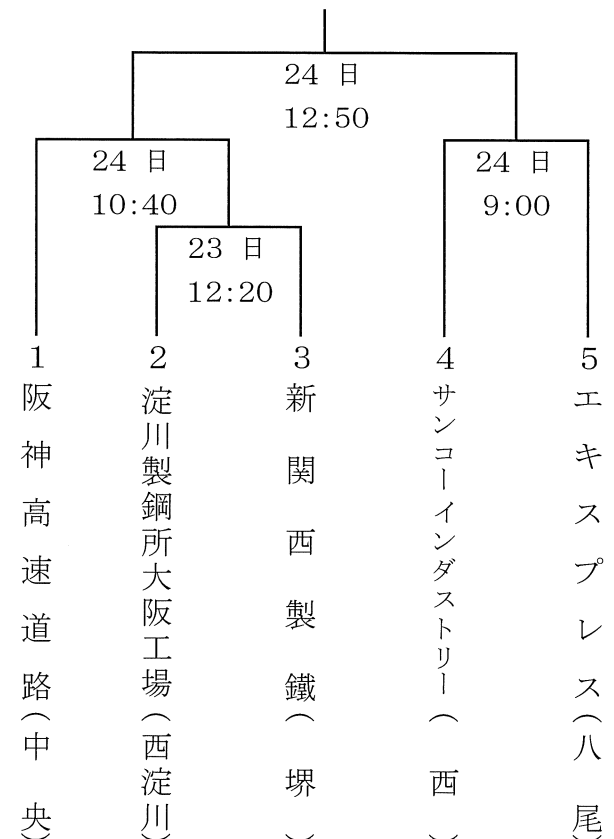 24 日
12:50
24 日
10:40
24 日
9:00
23 日
12:20
1
阪神高速道路(中央)
2
淀川製鋼所大阪工場(西淀川)
3
新関西製鐵(堺)
4
サンコーインダストリー(西)
5
エキスプレス(八尾)